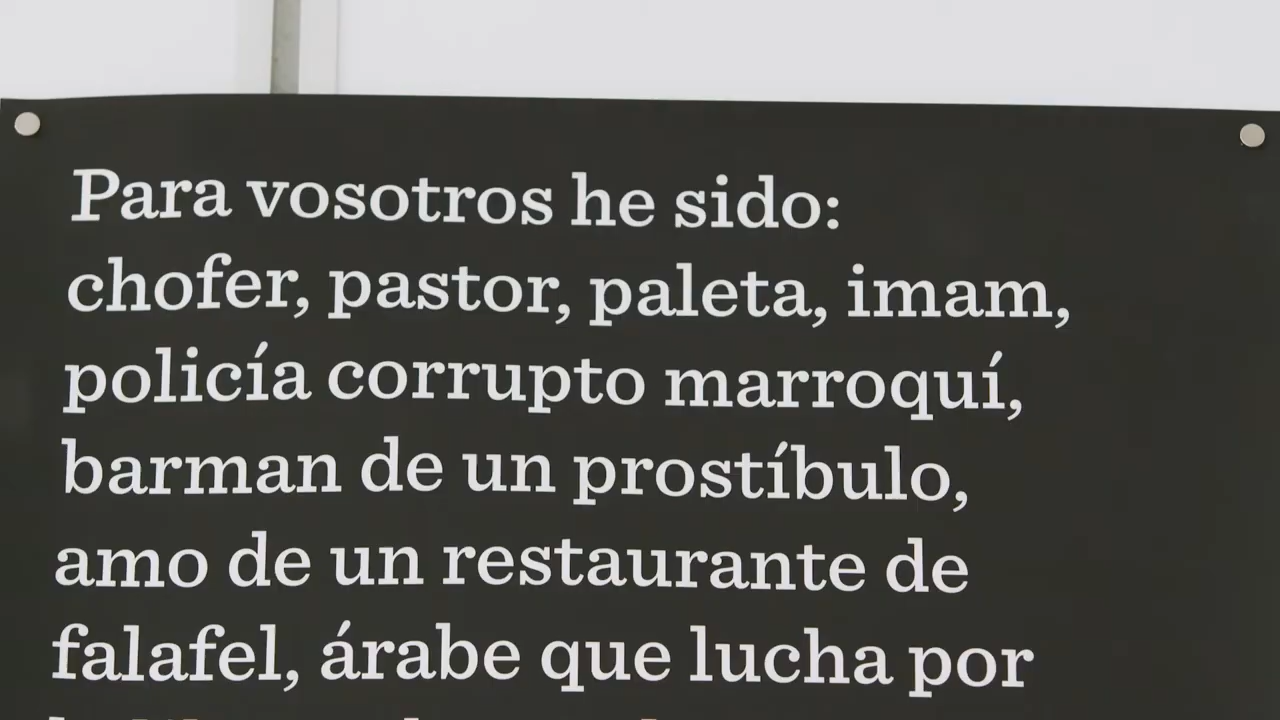 Para vosotros he sido:
chofer, pastor, paleta, imam,
policía corrupto marroquí,
barman de un prostíbulo,
amo de un restaurante de
falafel, árabe que lucha por